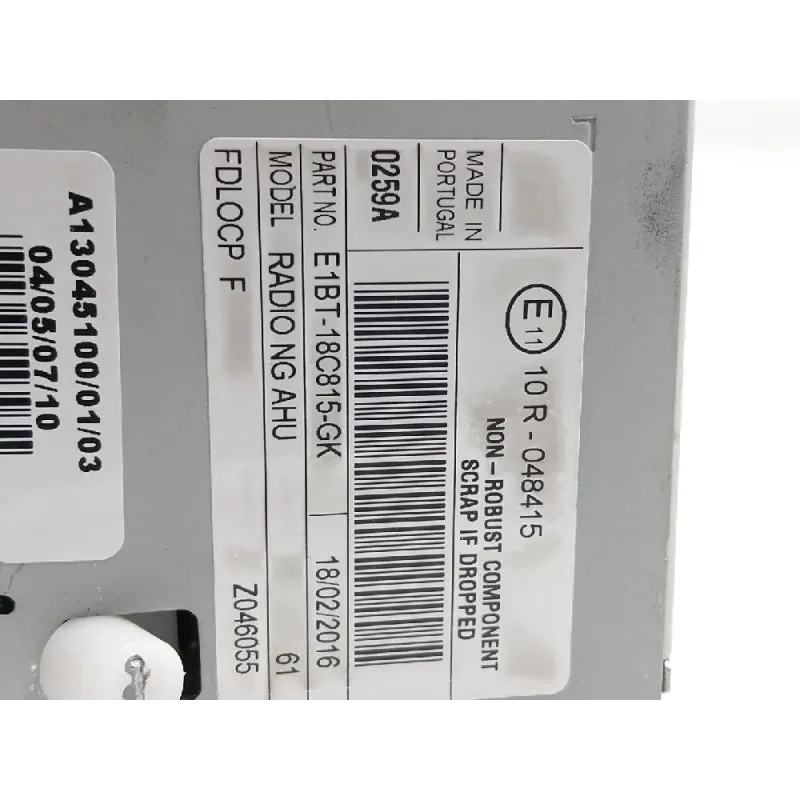 MADE IN
PORTUGAL
0259A
E11 10 R - 048415
NON - ROBUST COMPONENT
SCRAP IF DROPPED
PART NO. E1BT-18C815-GK 18/02/2016
MODEL RADIO NG AHU 61
FDLOCP F Z046055
A13045100/01/03
04/05/07/10